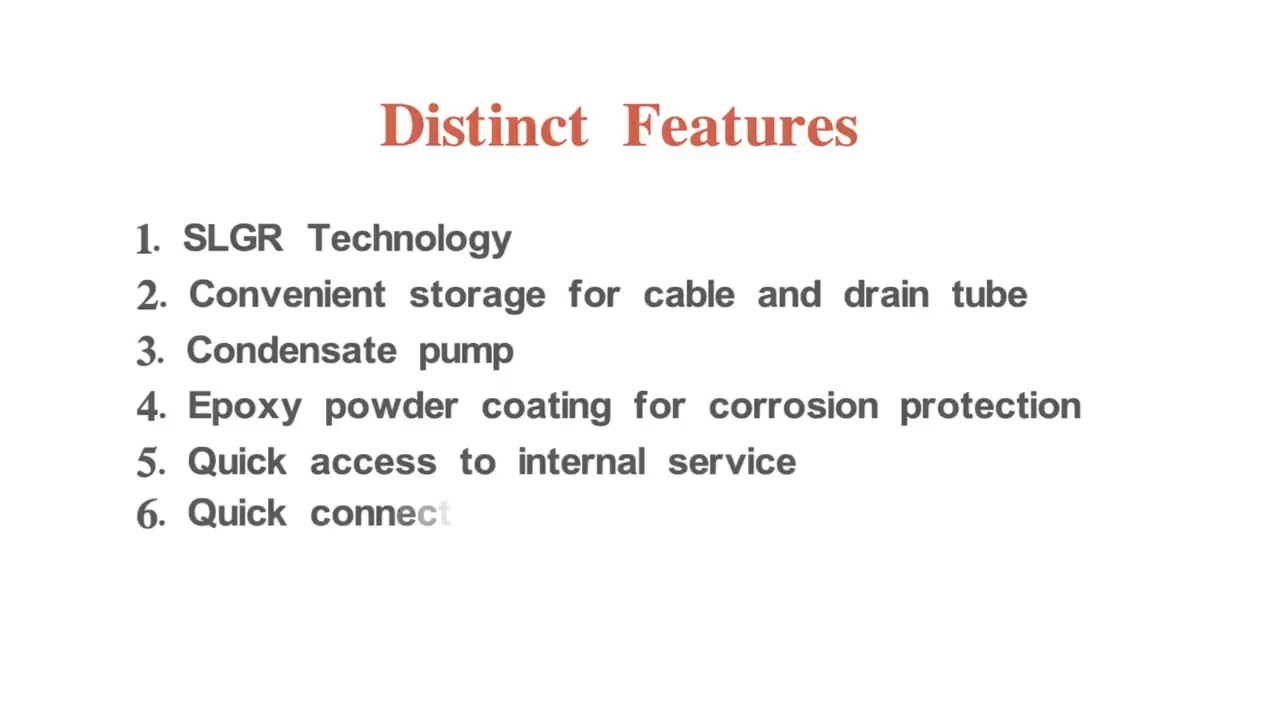 Distinct Features
1. SLGR Technology
2. Convenient storage for cable and drain tube
3. Condensate pump
4. Epoxy powder coating for corrosion protection
5. Quick access to internal service
6. Quick connect